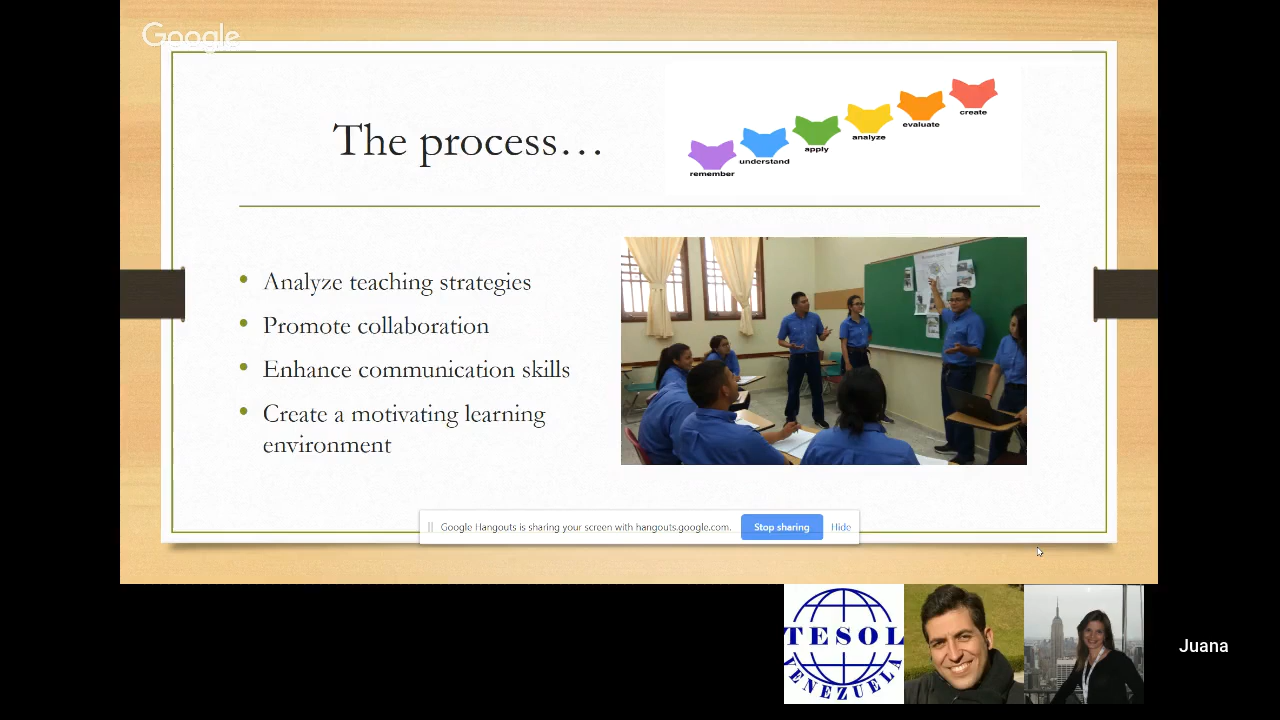 Google
The process…
remember
understand
apply
analyze
evaluate
create
Analyze teaching strategies
Promote collaboration
Enhance communication skills
Create a motivating learning
environment
Google Hangouts is sharing your screen with hangouts.google.com.
Stop sharing
Hide
TESOL
VENEZUELA
Juana